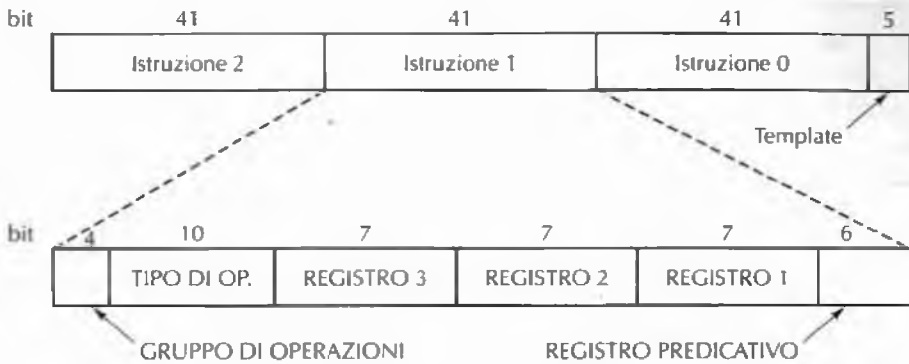 bit 41 41 41 5
Istruzione 2 Istruzione 1 Istruzione 0
Template
bit 4 10 7 7 7 6
TIPO DI OP. REGISTRO 3 REGISTRO 2 REGISTRO 1
GRUPPO DI OPERAZIONI REGISTRO PREDICATIVO